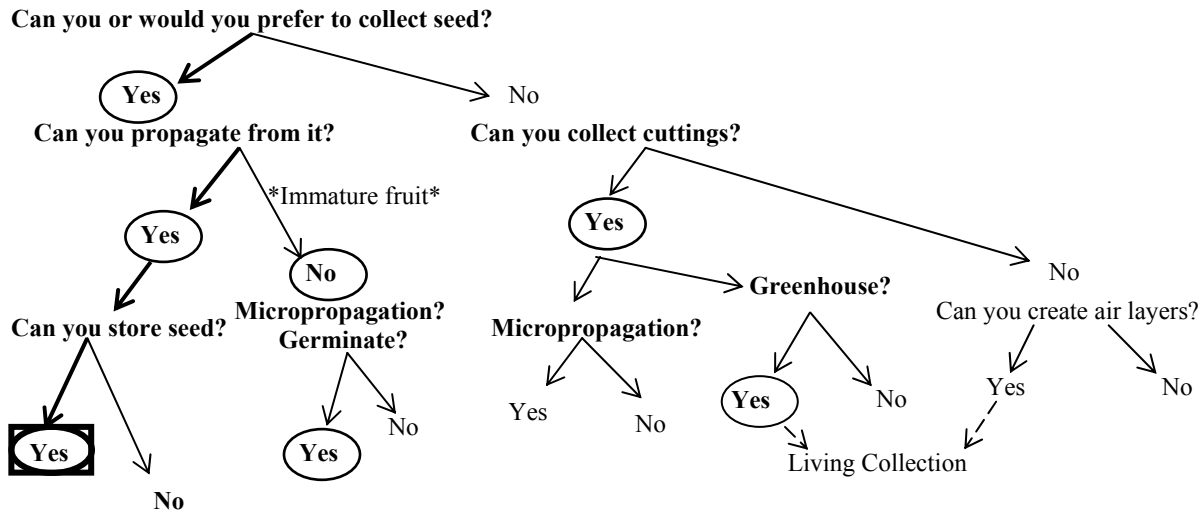 Can you or would you prefer to collect seed?
Yes
No
Can you propagate from it?
Can you collect cuttings?
*Immature fruit*
Yes
Yes
No
No
Greenhouse?
Micropropagation?
Germinate?
Can you store seed?
Micropropagation?
Can you create air layers?
Yes
No
Yes
No
Yes
No
Yes
No
Yes
No
Living Collection